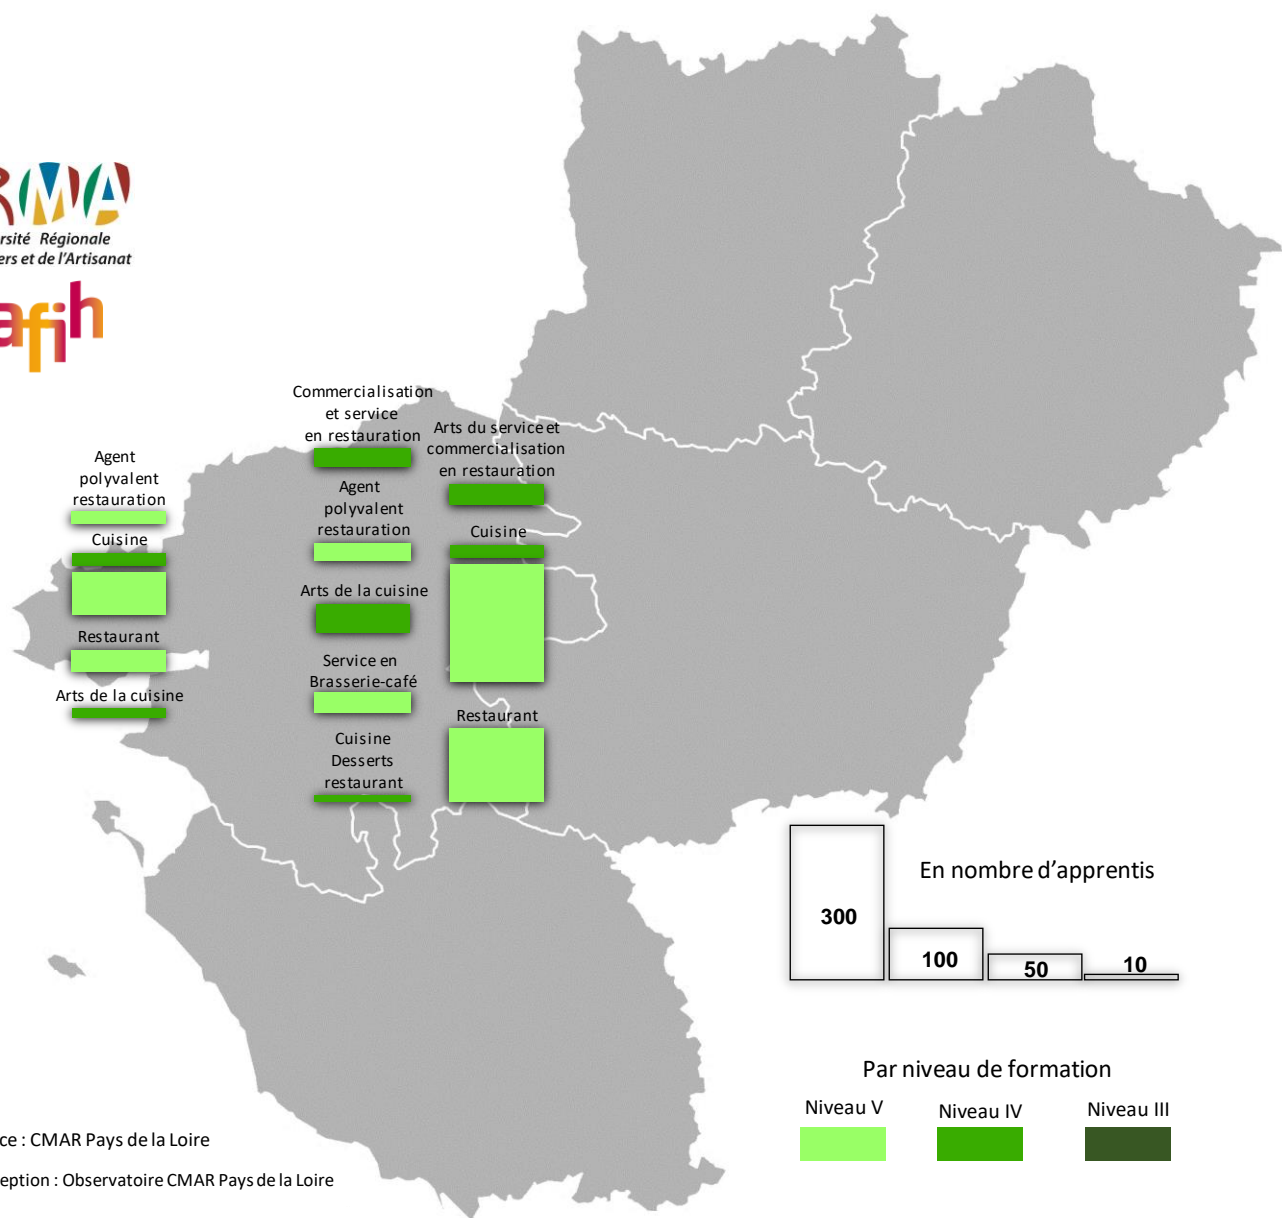 ersité Régionale
ers et de l'Artisanat
afih
Commercialisation
et service
en restauration
Arts du service et
commercialisation
en restauration
Agent
polyvalent
restauration
Agent
polyvalent
restauration
Cuisine
Cuisine
Arts de la cuisine
Restaurant
Service en
Brasserie-café
Arts de la cuisine
Restaurant
Cuisine
Desserts
restaurant
En nombre d'apprentis
300
100
50
10
Par niveau de formation
Niveau V
Niveau IV
Niveau III
ce : CMAR Pays de la Loire
eption : Observatoire CMAR Pays de la Loire